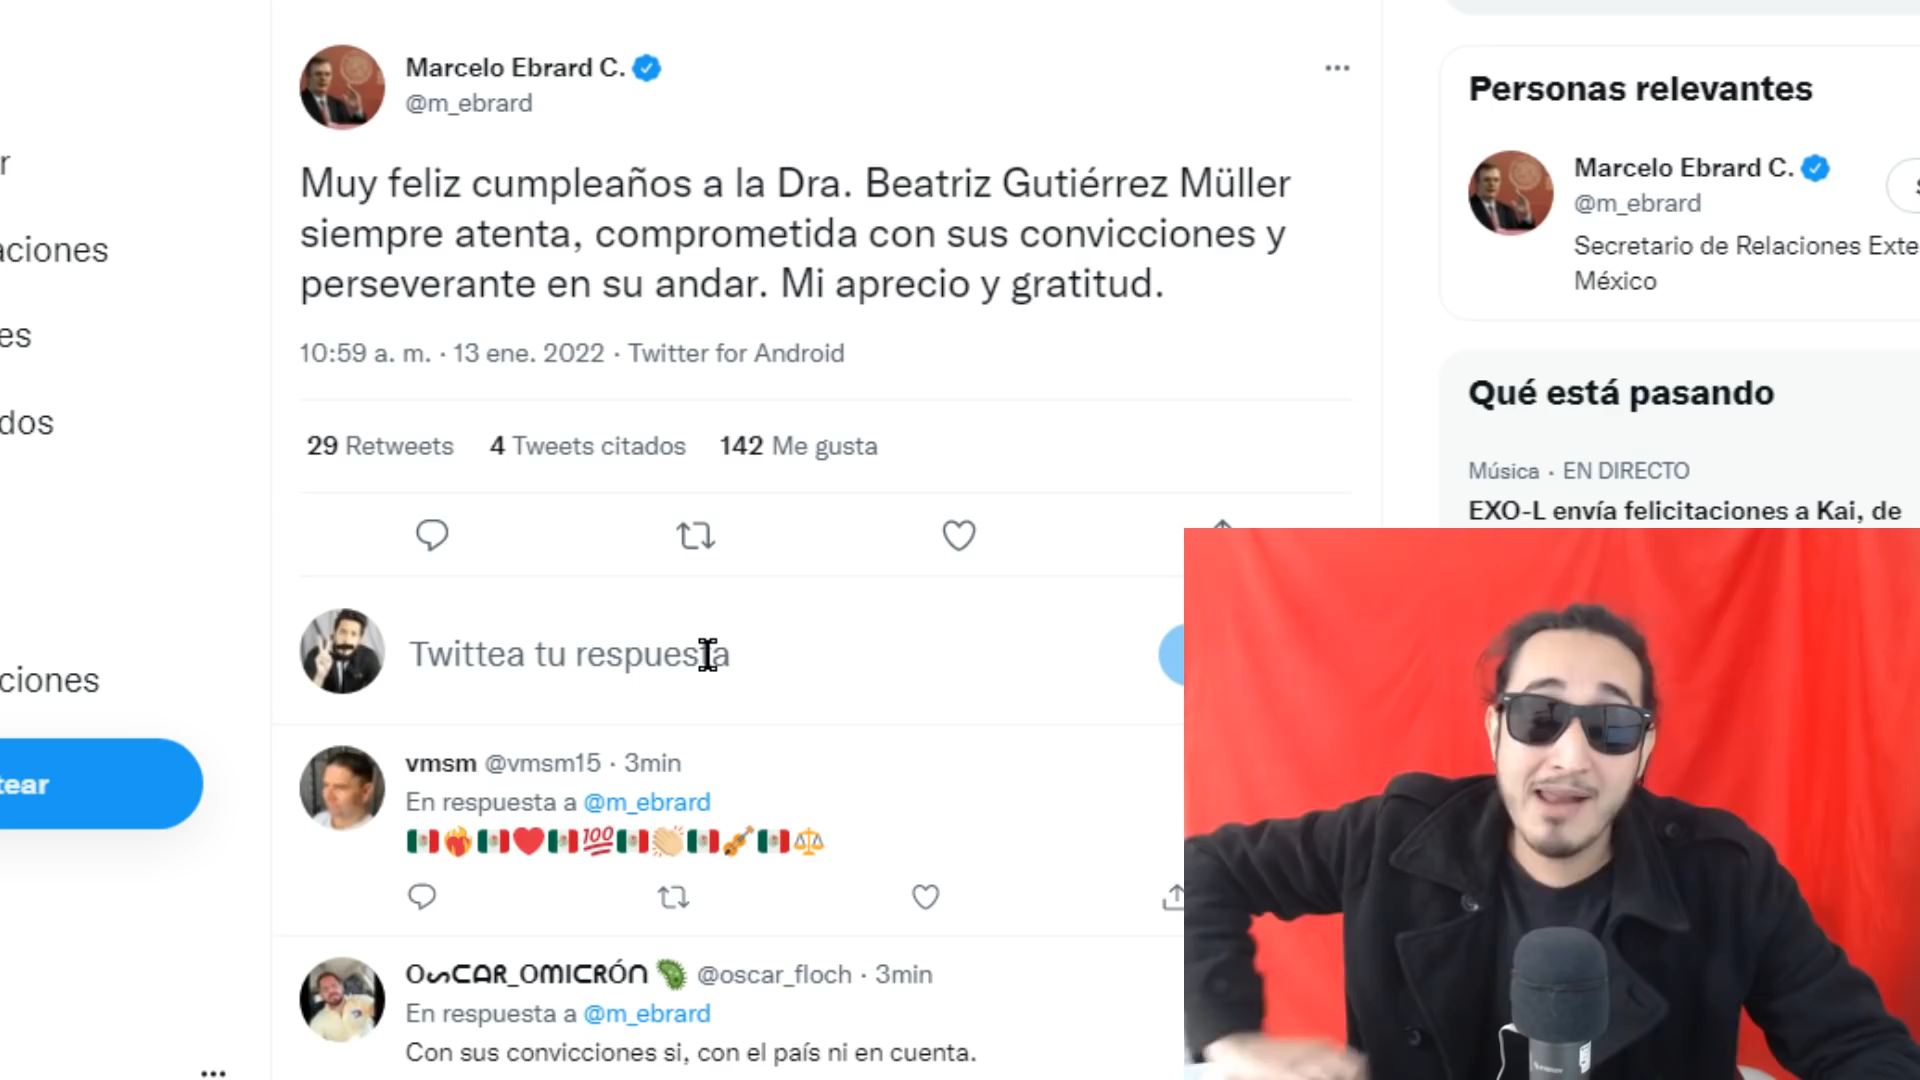 Marcelo Ebrard C.
@m_ebrard
Muy feliz cumpleaños a la Dra. Beatriz Gutiérrez Müller
siempre atenta, comprometida con sus convicciones y
perseverante en su andar. Mi aprecio y gratitud.
10:59 a. m. · 13 ene. 2022 · Twitter for Android
29 Retweets 4 Tweets citados 142 Me gusta
Twittea tu respuesta
vmsm @vmsm15 · 3min
En respuesta a @m_ebrard
🇲🇽❤️‍🔥🇲🇽❤️🇲🇽💯🇲🇽👏🏼🇲🇽🎻🇲🇽⚖️
OᔕᑕᗩR_OᗰIᑕRÓᑎ 🦠 @oscar_floch · 3min
En respuesta a @m_ebrard
Con sus convicciones si, con el país ni en cuenta.
r
aciones
es
dos
ciones
tear
Personas relevantes
Marcelo Ebrard C.
@m_ebrard
Secretario de Relaciones Exte
México
Qué está pasando
Música · EN DIRECTO
EXO-L envía felicitaciones a Kai, de